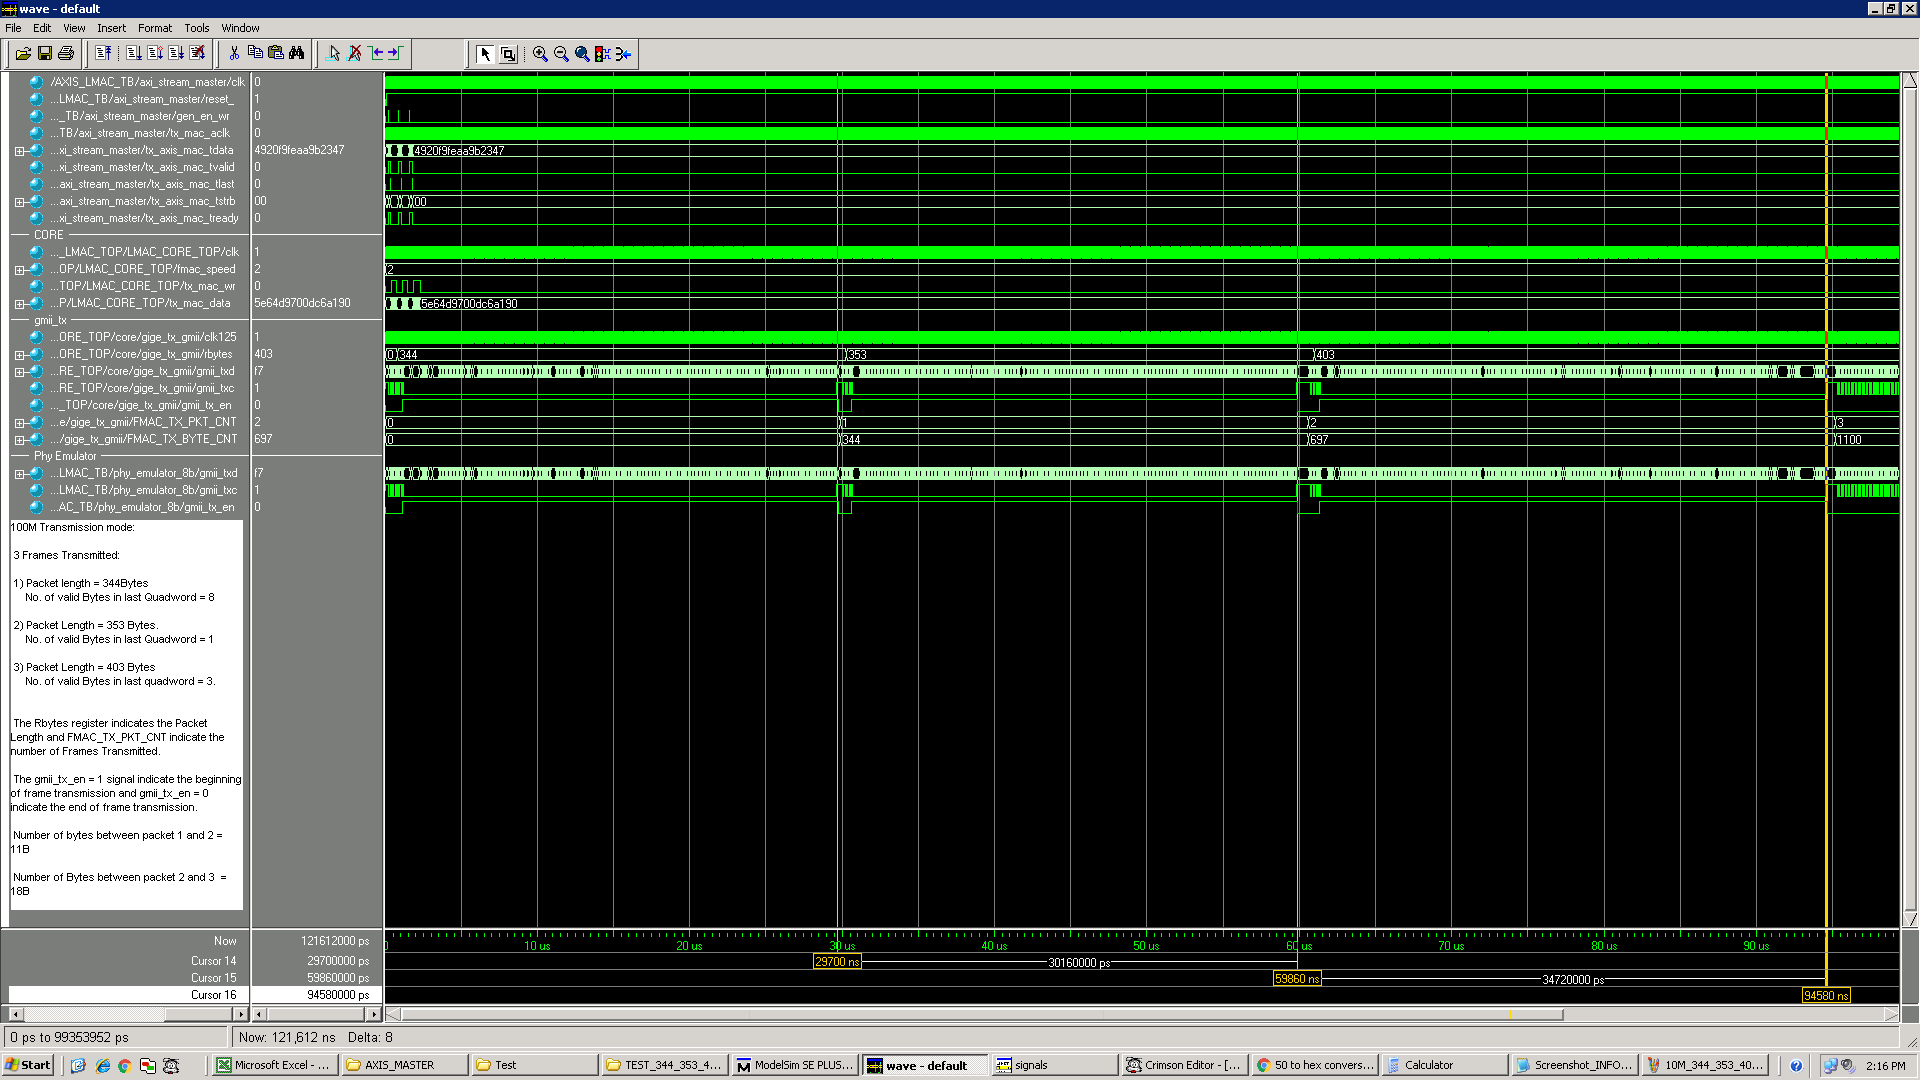 wave - default
File Edit View Insert Format Tools Window
/AXIS_LMAC_TB/axi_stream_master/clk 0
...LMAC_TB/axi_stream_master/reset_ 1
..._TB/axi_stream_master/gen_en_wr 0
...TB/axi_stream_master/tx_mac_aclk 0
...xi_stream_master/tx_axis_mac_tdata 4920f9feaa9b2347 4920f9feaa9b2347
...xi_stream_master/tx_axis_mac_tvalid 0
...axi_stream_master/tx_axis_mac_tlast 0
...axi_stream_master/tx_axis_mac_tstrb 00 00
...xi_stream_master/tx_axis_mac_tready 0
CORE
..._LMAC_TOP/LMAC_CORE_TOP/clk 1
...OP/LMAC_CORE_TOP/fmac_speed 2 2
...TOP/LMAC_CORE_TOP/tx_mac_wr 0
...P/LMAC_CORE_TOP/tx_mac_data 5e64d9700dc6a190 5e64d9700dc6a190
gmii_tx
...ORE_TOP/core/gige_tx_gmii/clk125 1
...ORE_TOP/core/gige_tx_gmii/rbytes 403 0 344 353 403
...RE_TOP/core/gige_tx_gmii/gmii_txd f7
...RE_TOP/core/gige_tx_gmii/gmii_txc 1
..._TOP/core/gige_tx_gmii/gmii_tx_en 0
...e/gige_tx_gmii/FMAC_TX_PKT_CNT 2 0 1 2 3
.../gige_tx_gmii/FMAC_TX_BYTE_CNT 697 0 344 697 1100
Phy Emulator
...LMAC_TB/phy_emulator_8b/gmii_txd f7
...LMAC_TB/phy_emulator_8b/gmii_txc 1
...AC_TB/phy_emulator_8b/gmii_tx_en 0
100M Transmission mode:
3 Frames Transmitted:
1) Packet length = 344Bytes
No. of valid Bytes in last Quadword = 8
2) Packet Length = 353 Bytes.
No. of valid Bytes in last Quadword = 1
3) Packet Length = 403 Bytes
No. of valid Bytes in last quadword = 3.
The Rbytes register indicates the Packet
Length and FMAC_TX_PKT_CNT indicate the
number of Frames Transmitted.
The gmii_tx_en = 1 signal indicate the beginning
of frame transmission and gmii_tx_en = 0
indicate the end of frame transmission.
Number of bytes between packet 1 and 2 =
11B
Number of Bytes between packet 2 and 3 =
18B
Now 121612000 ps 10 us 20 us 30 us 40 us 50 us 60 us 70 us 80 us 90 us
Cursor 14 29700000 ps 29700 ns 30160000 ps
Cursor 15 59860000 ps 59860 ns 34720000 ps
Cursor 16 94580000 ps 94580 ns
0 ps to 99353952 ps Now: 121,612 ns Delta: 8
Start Microsoft Excel - ... AXIS_MASTER Test TEST_344_353_4... ModelSim SE PLUS... wave - default signals Crimson Editor - [... 50 to hex convers... Calculator Screenshot_INFO... 10M_344_353_40... 2:16 PM